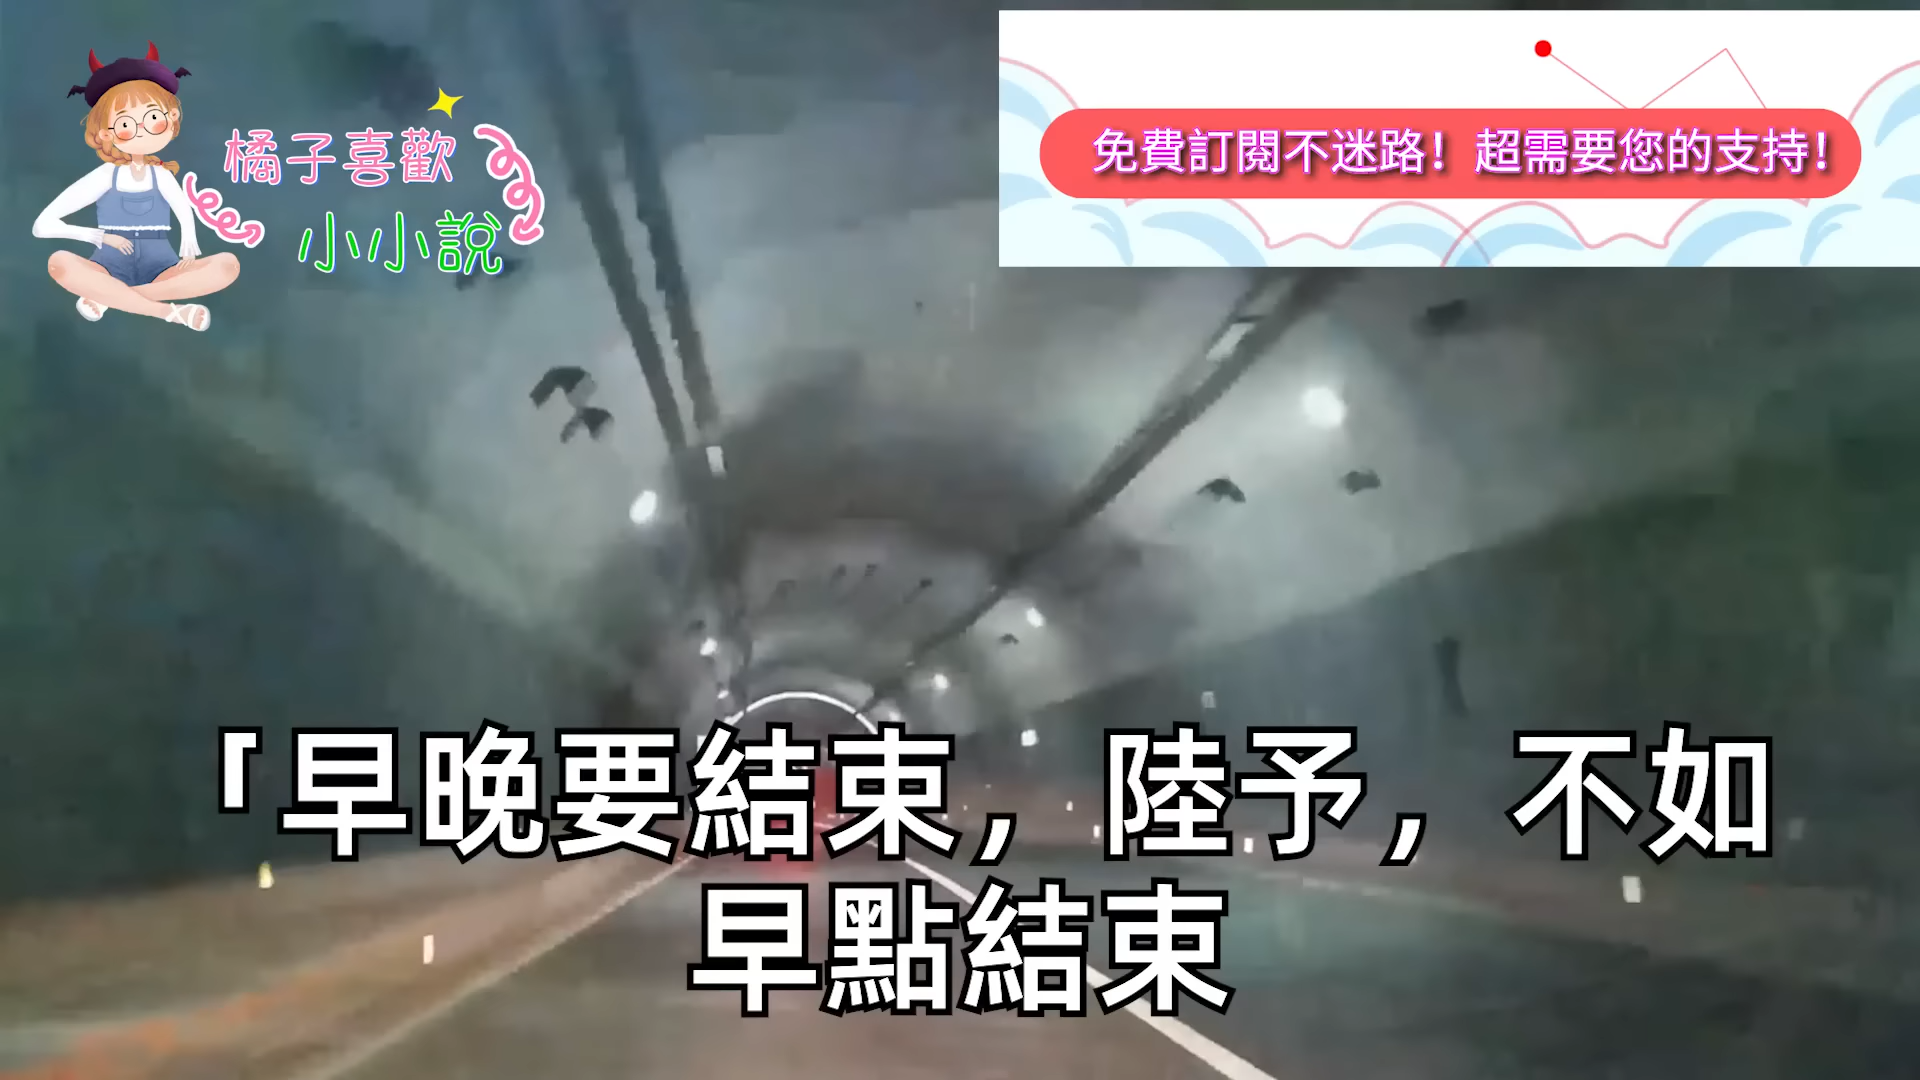 橘子喜歡
小小說
免費訂閱不迷路！超需要您的支持！
「早晚要結束，陸予，不如
早點結束